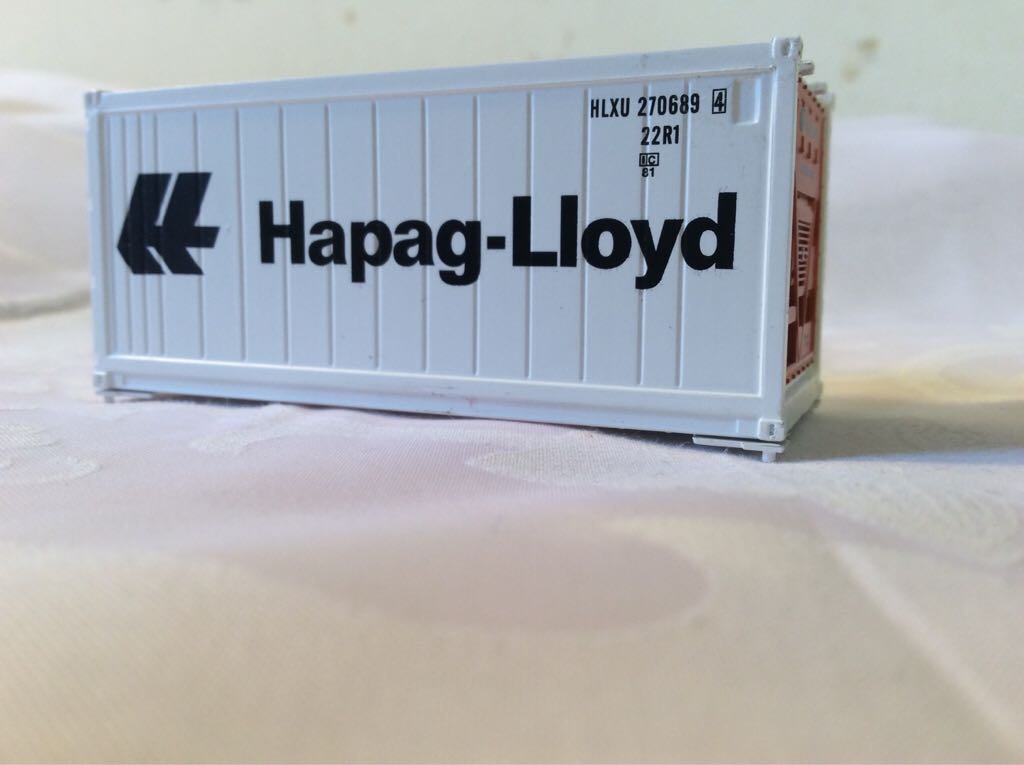 HLXU 270689 4
22R1
IC
81
Hapag-Lloyd